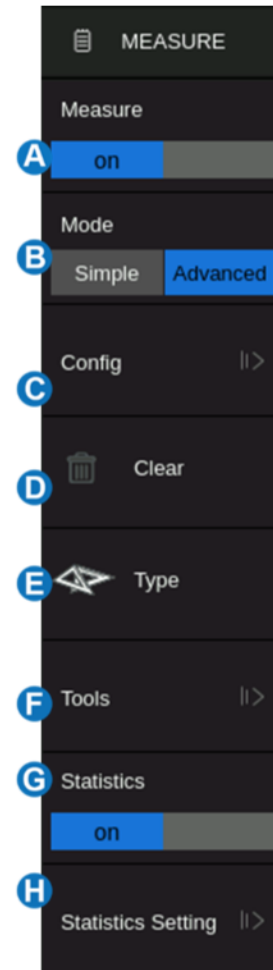 MEASURE
Measure
A
on
Mode
B
Simple Advanced
Config
C
Clear
D
E
Type
F
Tools
G
Statistics
on
H
Statistics Setting